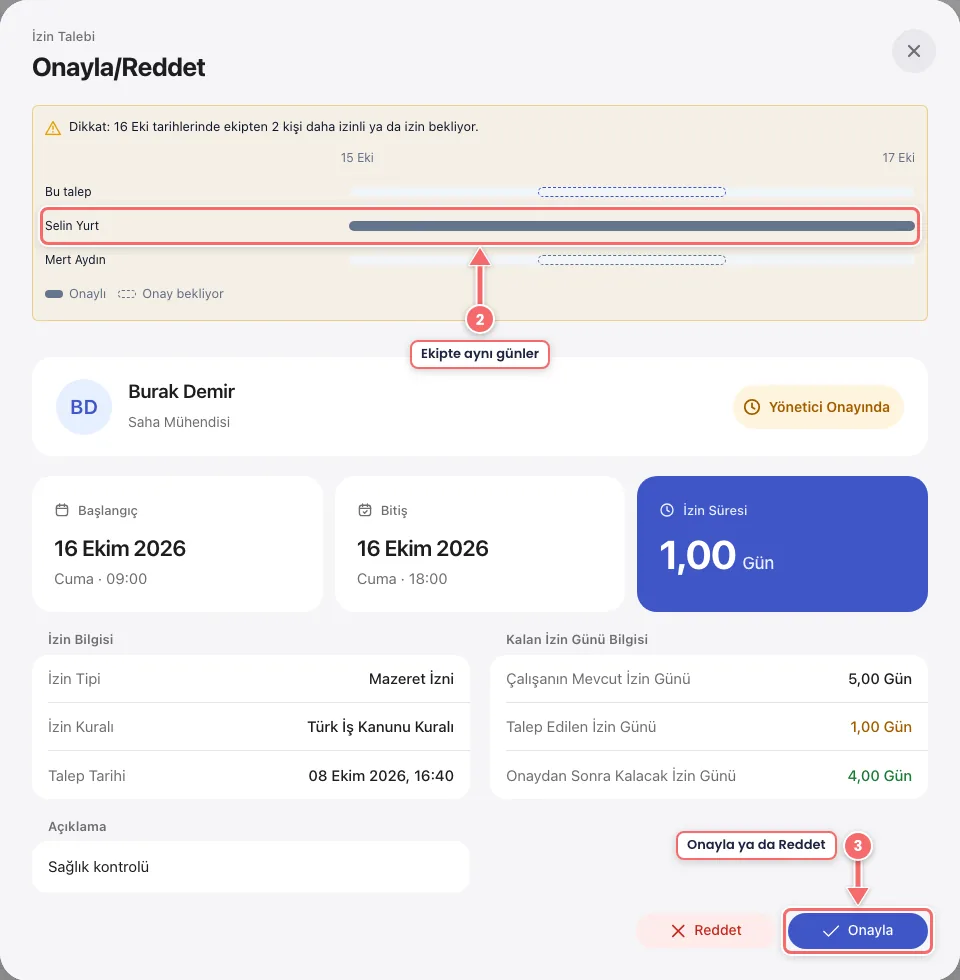 İzin Talebi
Onayla/Reddet
Dikkat: 16 Eki tarihlerinde ekipten 2 kişi daha izinli ya da izin bekliyor.
15 Eki 17 Eki
Bu talep
Selin Yurt
Mert Aydın
Onaylı Onay bekliyor
2
Ekipte aynı günler
BD
Burak Demir
Saha Mühendisi
Yönetici Onayında
Başlangıç
16 Ekim 2026
Cuma · 09:00
Bitiş
16 Ekim 2026
Cuma · 18:00
İzin Süresi
1,00 Gün
İzin Bilgisi
İzin Tipi Mazeret İzni
İzin Kuralı Türk İş Kanunu Kuralı
Talep Tarihi 08 Ekim 2026, 16:40
Kalan İzin Günü Bilgisi
Çalışanın Mevcut İzin Günü 5,00 Gün
Talep Edilen İzin Günü 1,00 Gün
Onaydan Sonra Kalacak İzin Günü 4,00 Gün
Açıklama
Sağlık kontrolü
Onayla ya da Reddet 3
Reddet Onayla